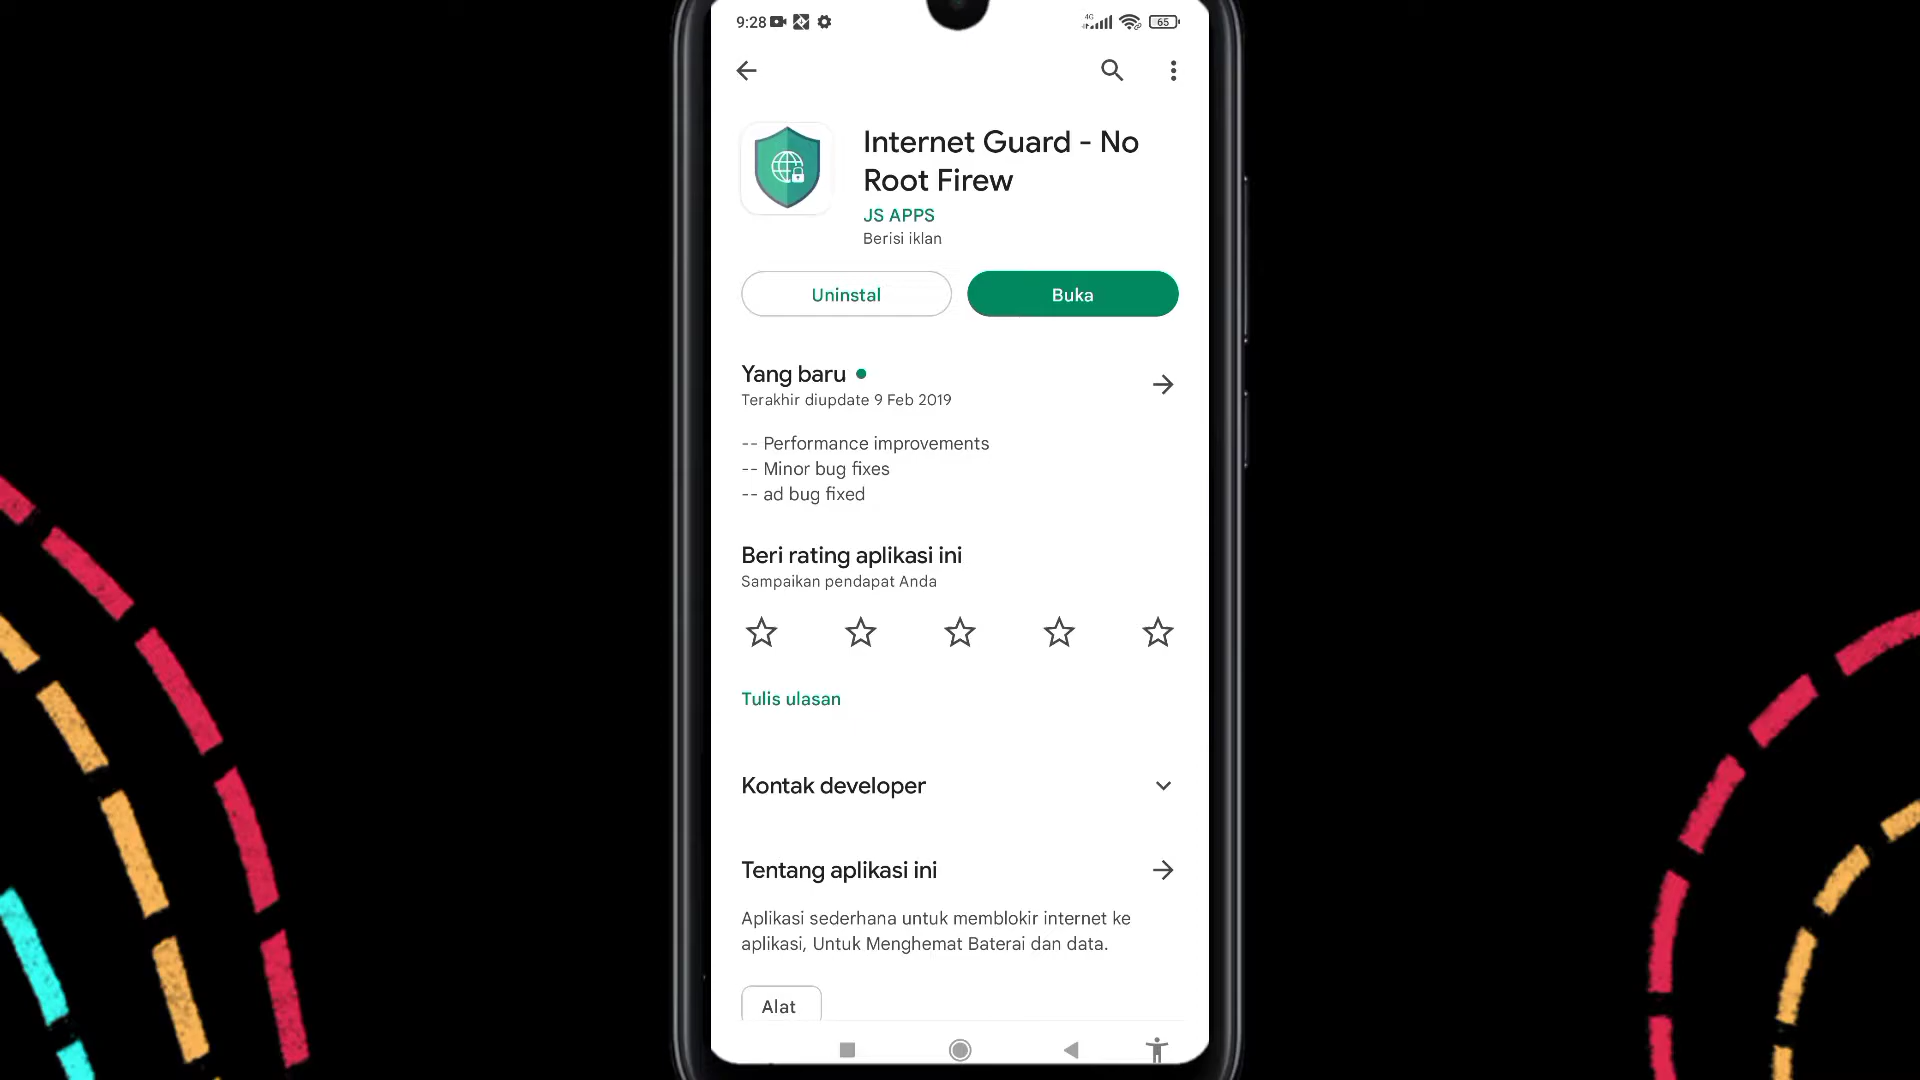 9:28
4G
65
Internet Guard - No
Root Firew
JS APPS
Berisi iklan
Uninstal
Buka
Yang baru
Terakhir diupdate 9 Feb 2019
-- Performance improvements
-- Minor bug fixes
-- ad bug fixed
Beri rating aplikasi ini
Sampaikan pendapat Anda
Tulis ulasan
Kontak developer
Tentang aplikasi ini
Aplikasi sederhana untuk memblokir internet ke
aplikasi, Untuk Menghemat Baterai dan data.
Alat